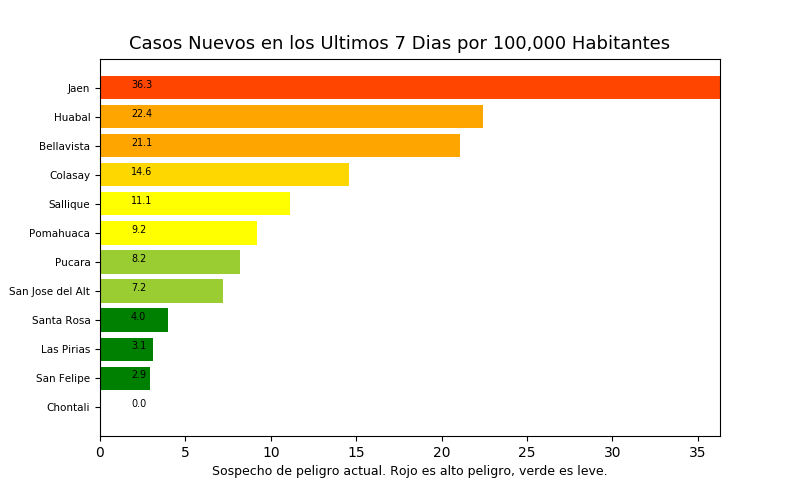 Casos Nuevos en los Ultimos 7 Dias por 100,000 Habitantes
Jaen 36.3
Huabal 22.4
Bellavista 21.1
Colasay 14.6
Sallique 11.1
Pomahuaca 9.2
Pucara 8.2
San Jose del Alt 7.2
Santa Rosa 4.0
Las Pirias 3.1
San Felipe 2.9
Chontali 0.0
0 5 10 15 20 25 30 35
Sospecho de peligro actual. Rojo es alto peligro, verde es leve.